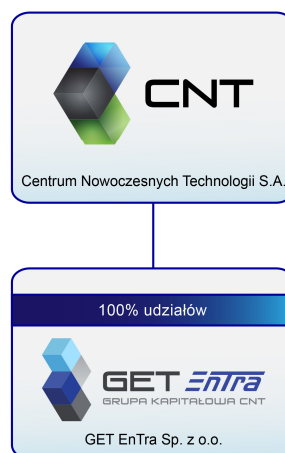 CNT
Centrum Nowoczesnych Technologii S.A.
100% udziałów
GET EnTra
GRUPA KAPITAŁOWA CNT
GET EnTra Sp. z o.o.